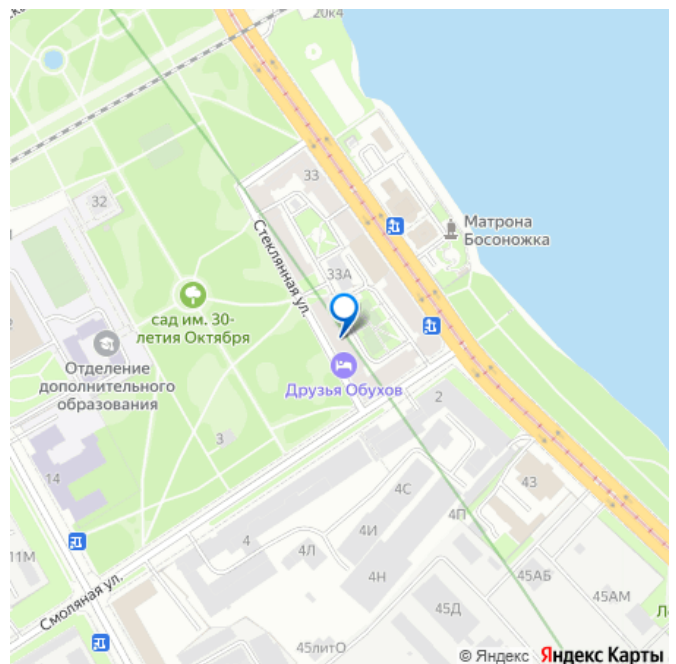 20к4
33
32
Матрона
Босоножка
Стеклянная ул.
33А
сад им. 30-
летия Октября
Отделение
дополнительного
образования
Друзья Обухов
2
3
14
4С
43
4П
4И
4
4Л
11М
4Н
45АБ
Смоляная ул.
45Д
45АМ
45литО
© Яндекс Яндекс Карты